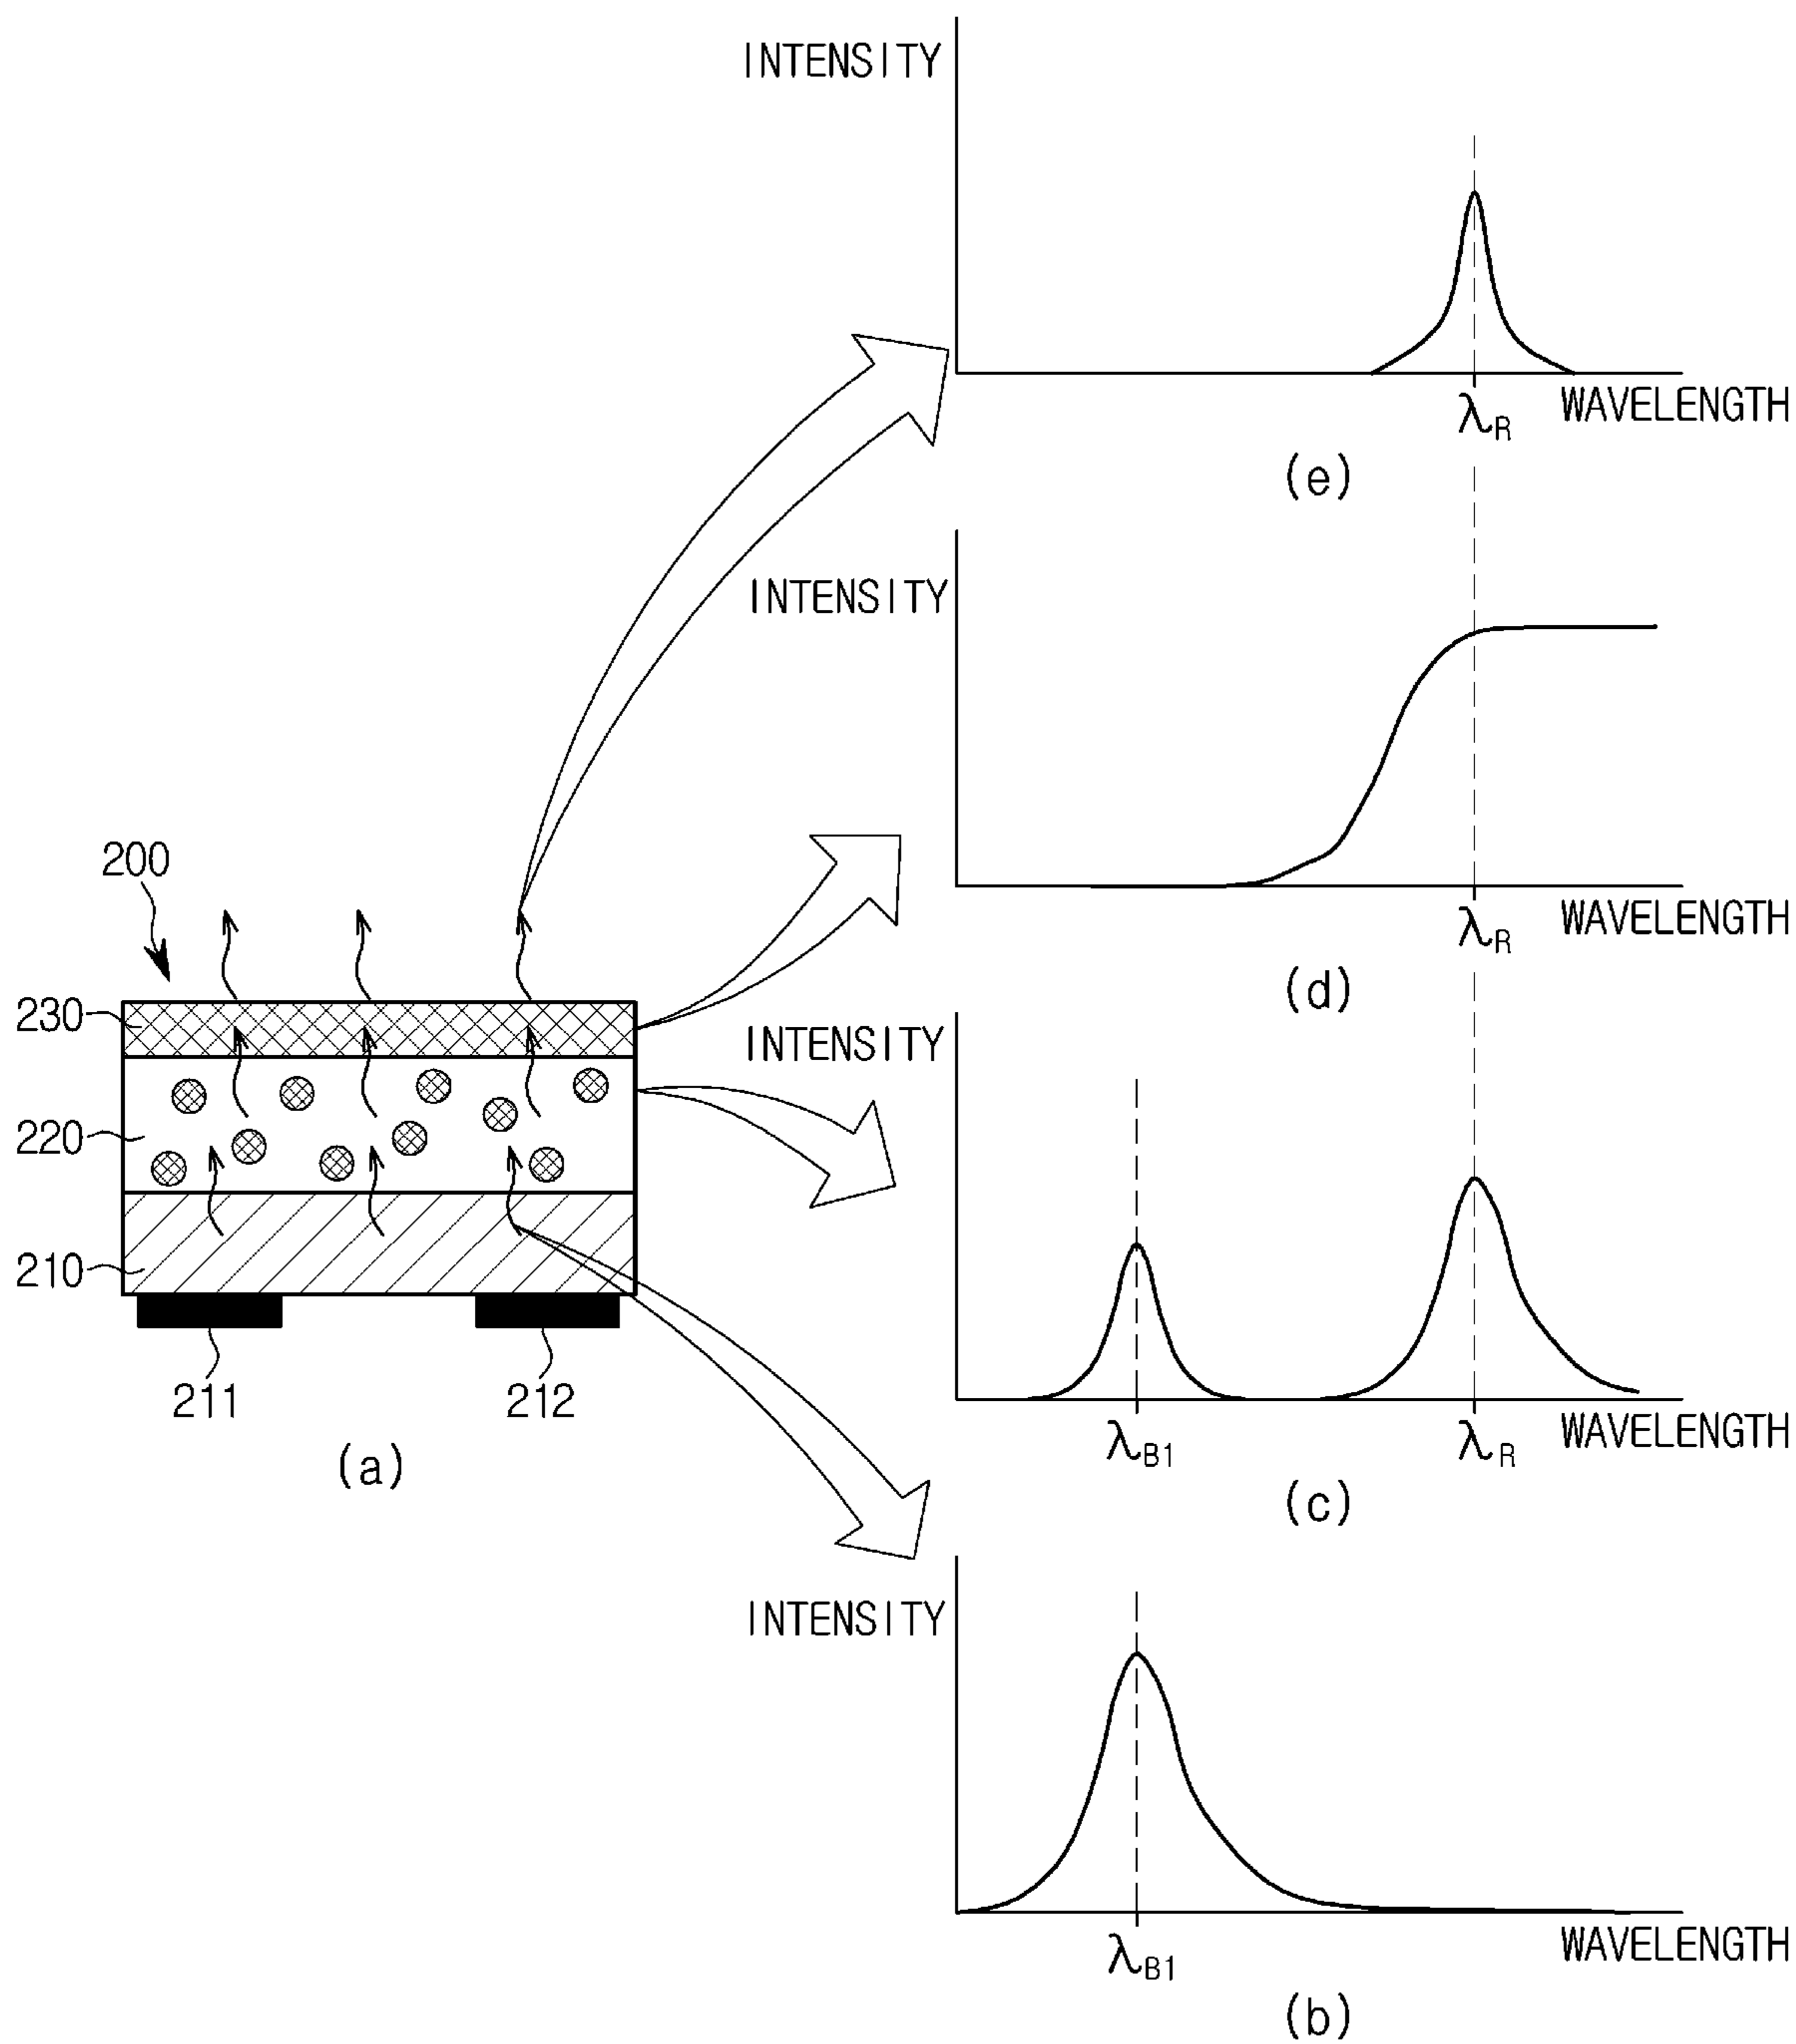 INTENSITY
λR WAVELENGTH
(e)
INTENSITY
λR WAVELENGTH
(d)
200
230
220
210
211 212
(a)
INTENSITY
λB1 λR WAVELENGTH
(c)
INTENSITY
λB1 WAVELENGTH
(b)